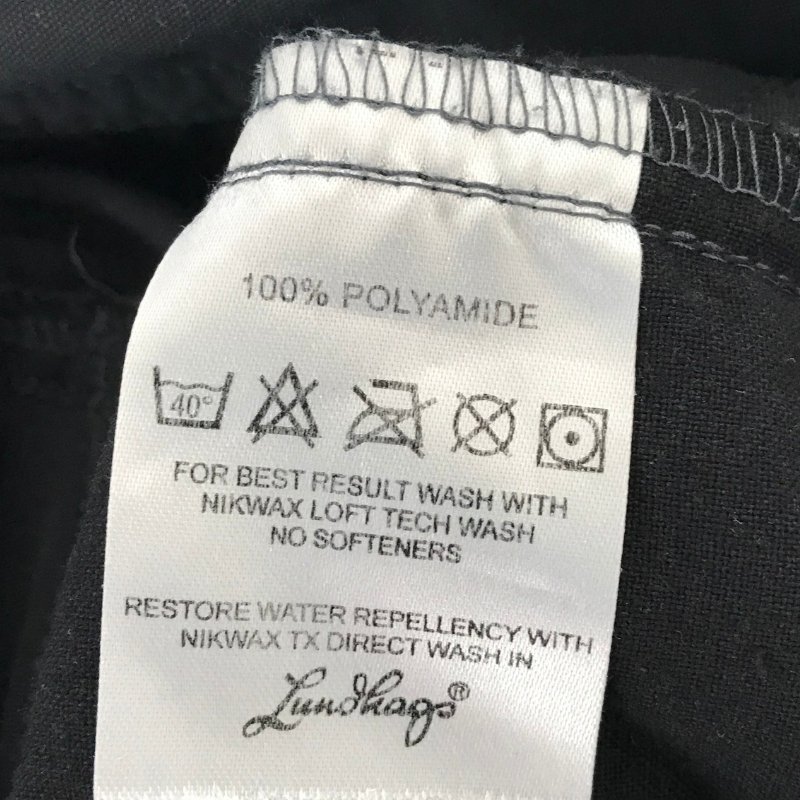 100% POLYAMIDE
40°
FOR BEST RESULT WASH WITH
NIKWAX LOFT TECH WASH
NO SOFTENERS
RESTORE WATER REPELLENCY WITH
NIKWAX TX DIRECT WASH IN
Lundhags®